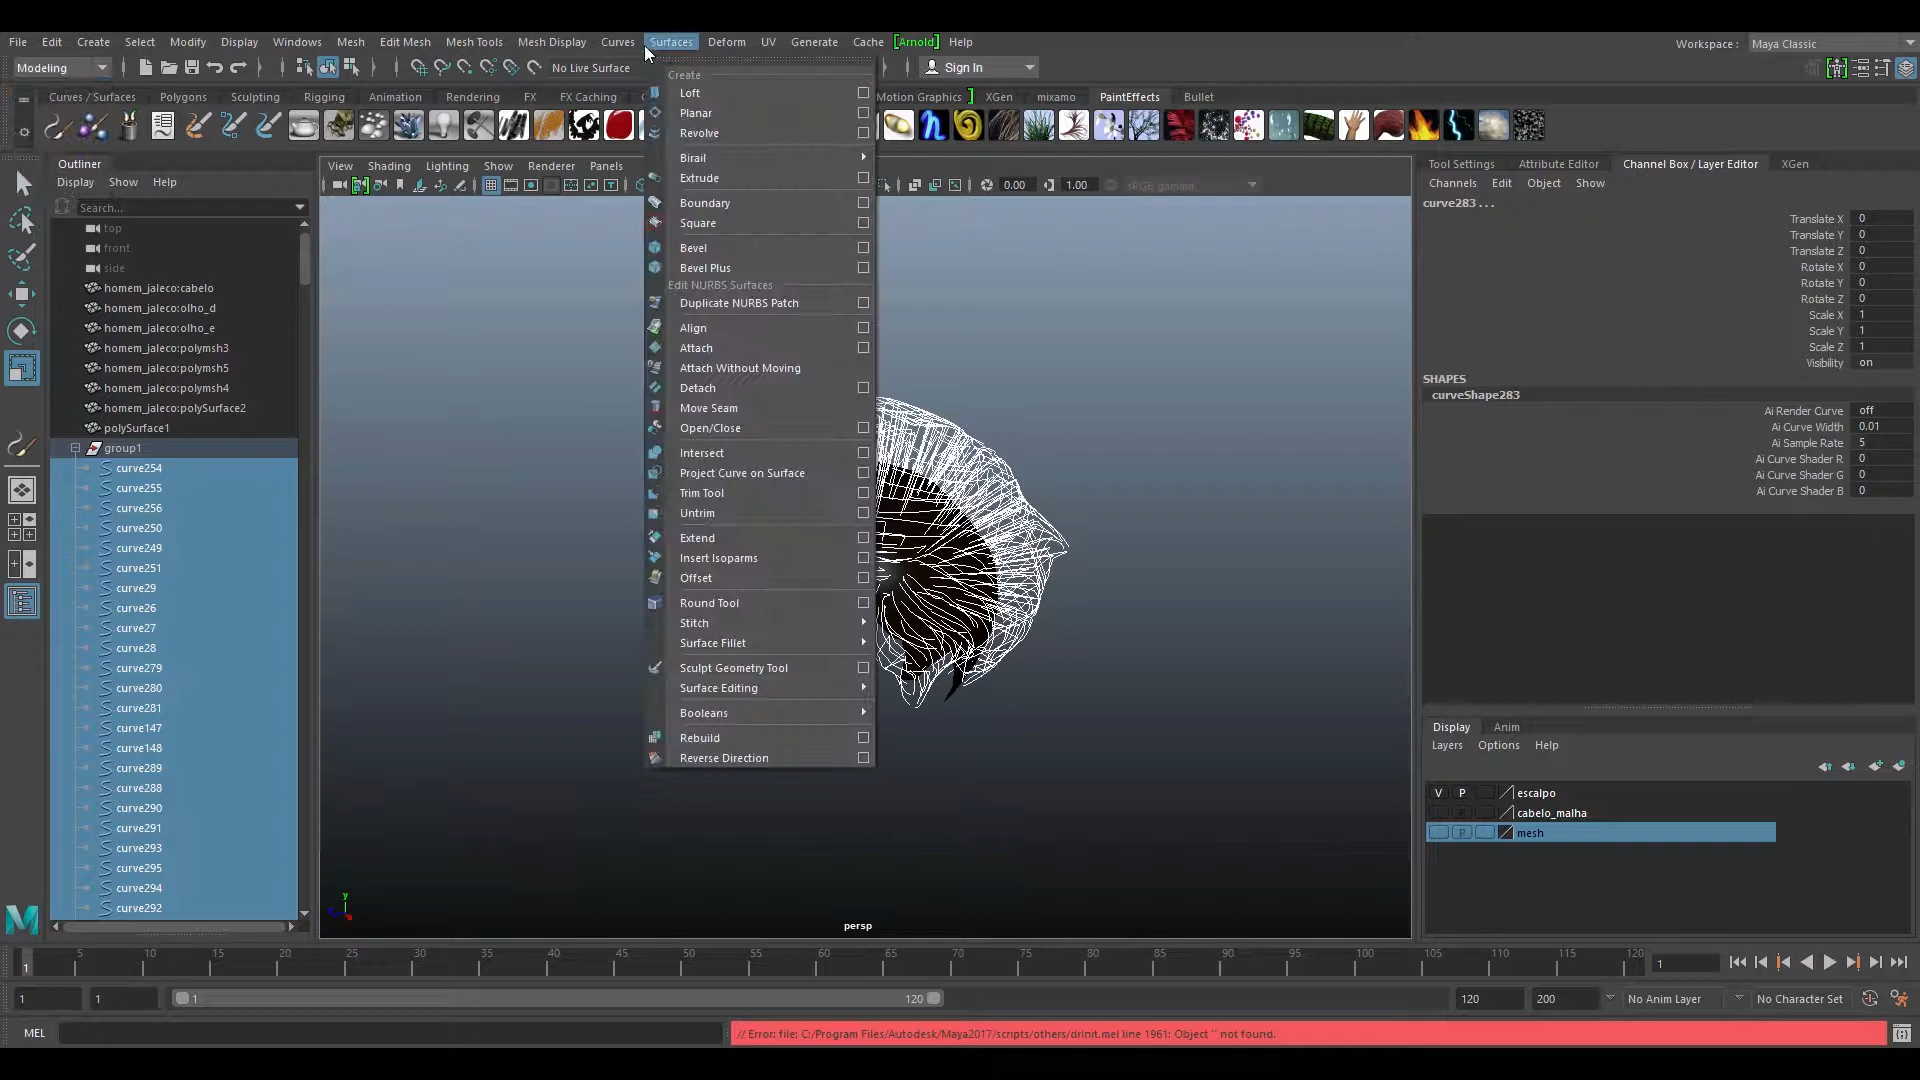 File Edit Create Select Modify Display Windows Mesh Edit Mesh Mesh Tools Mesh Display Curves Surfaces Deform UV Generate Cache [Arnold] Help
Workspace : Maya Classic
Modeling No Live Surface Sign In
Curves / Surfaces Polygons Sculpting Rigging Animation Rendering FX FX Caching Motion Graphics XGen mixamo PaintEffects Bullet
Outliner
Display Show Help
Search...
top
front
side
homem_jaleco:cabelo
homem_jaleco:olho_d
homem_jaleco:olho_e
homem_jaleco:polymsh3
homem_jaleco:polymsh5
homem_jaleco:polymsh4
homem_jaleco:polySurface2
polySurface1
group1
curve254
curve255
curve256
curve250
curve249
curve251
curve29
curve26
curve27
curve28
curve279
curve280
curve281
curve147
curve148
curve289
curve288
curve290
curve291
curve293
curve295
curve294
curve292
View Shading Lighting Show Renderer Panels
0.00 1.00 sRGB gamma
Create
Loft
Planar
Revolve
Birail
Extrude
Boundary
Square
Bevel
Bevel Plus
Edit NURBS Surfaces
Duplicate NURBS Patch
Align
Attach
Attach Without Moving
Detach
Move Seam
Open/Close
Intersect
Project Curve on Surface
Trim Tool
Untrim
Extend
Insert Isoparms
Offset
Round Tool
Stitch
Surface Fillet
Sculpt Geometry Tool
Surface Editing
Booleans
Rebuild
Reverse Direction
y
persp
Tool Settings Attribute Editor Channel Box / Layer Editor XGen
Channels Edit Object Show
curve283 . . .
Translate X 0
Translate Y 0
Translate Z 0
Rotate X 0
Rotate Y 0
Rotate Z 0
Scale X 1
Scale Y 1
Scale Z 1
Visibility on
SHAPES
curveShape283
Ai Render Curve off
Ai Curve Width 0.01
Ai Sample Rate 5
Ai Curve Shader R 0
Ai Curve Shader G 0
Ai Curve Shader B 0
Display Anim
Layers Options Help
V P escalpo
P cabelo_malha
P mesh
5 10 15 20 25 30 35 40 45 50 55 60 65 70 75 80 85 90 95 100 105 110 115 120
1 1
1 1 1 120 120 200 No Anim Layer No Character Set
MEL // Error: file: C:/Program Files/Autodesk/Maya2017/scripts/others/drInit.mel line 1961: Object '' not found.